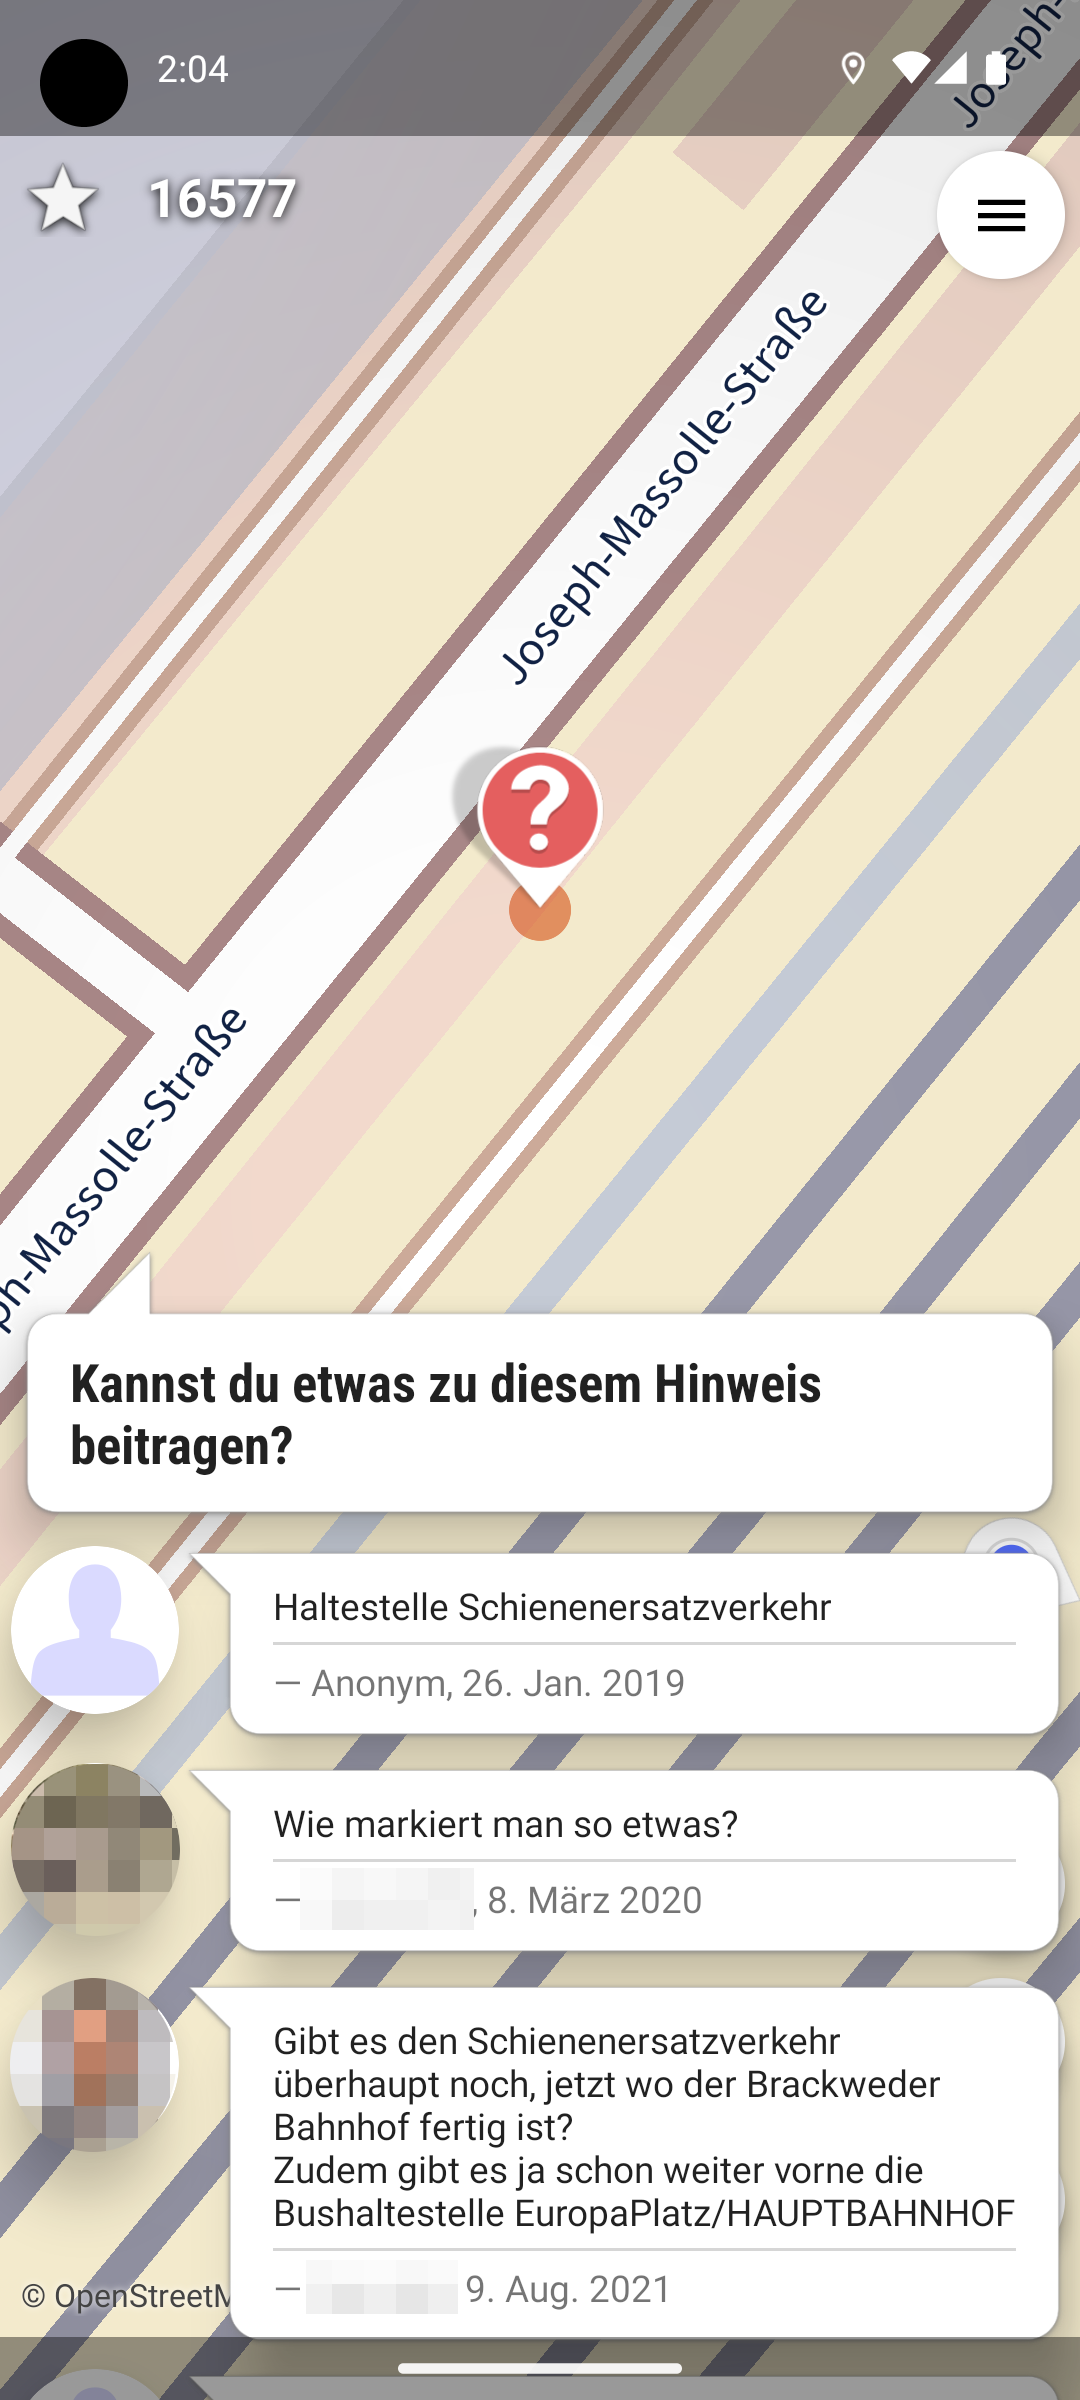 2:04
16577
Joseph-
Joseph-Massolle-Straße
ph-Massolle-Straße
Kannst du etwas zu diesem Hinweis
beitragen?
Haltestelle Schienenersatzverkehr
– Anonym, 26. Jan. 2019
Wie markiert man so etwas?
– , 8. März 2020
Gibt es den Schienenersatzverkehr
überhaupt noch, jetzt wo der Brackweder
Bahnhof fertig ist?
Zudem gibt es ja schon weiter vorne die
Bushaltestelle EuropaPlatz/HAUPTBAHNHOF
– 9. Aug. 2021
© OpenStreetM